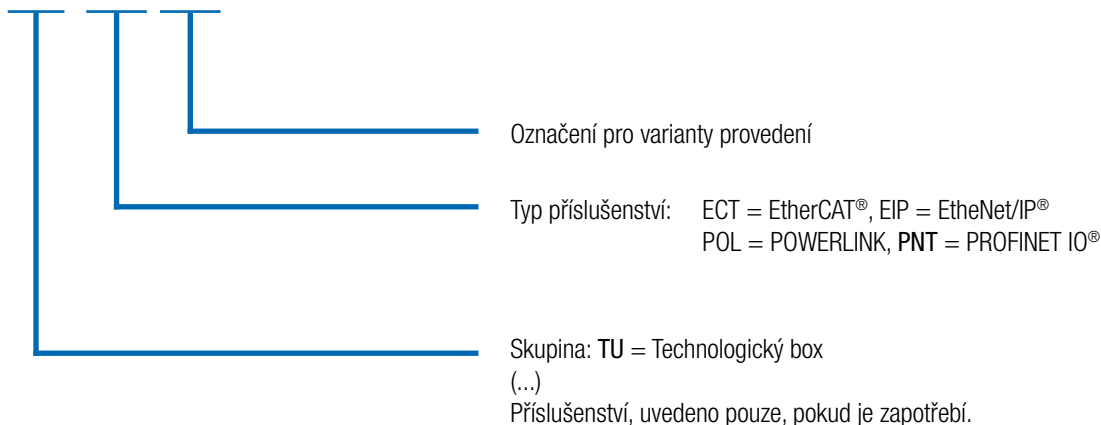 Označení pro varianty provedení
Typ příslušenství: ECT = EtherCAT®, EIP = EtheNet/IP®
POL = POWERLINK, PNT = PROFINET IO®
Skupina: TU = Technologický box
(...)
Příslušenství, uvedeno pouze, pokud je zapotřebí.